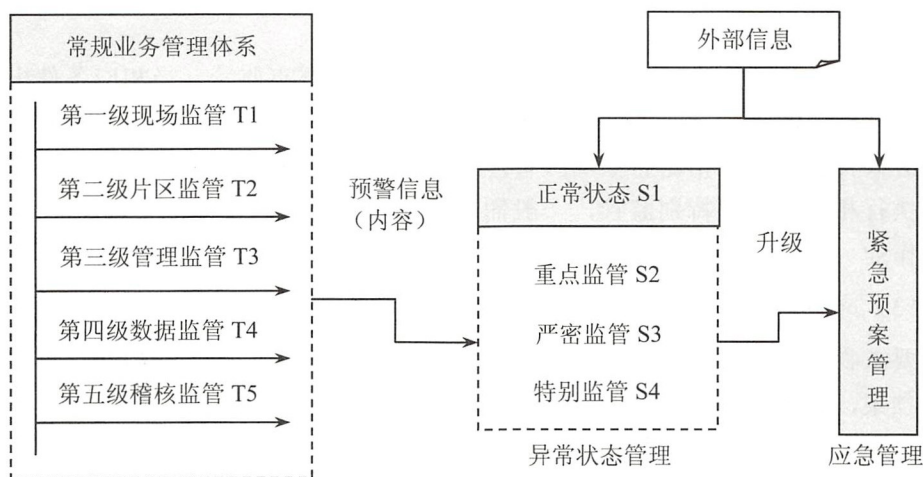 常规业务管理体系
第一级现场监管 T1
第二级片区监管 T2
第三级管理监管 T3
第四级数据监管 T4
第五级稽核监管 T5
预警信息
（内容）
外部信息
正常状态 S1
重点监管 S2
严密监管 S3
特别监管 S4
异常状态管理
升级
紧急预案管理
应急管理